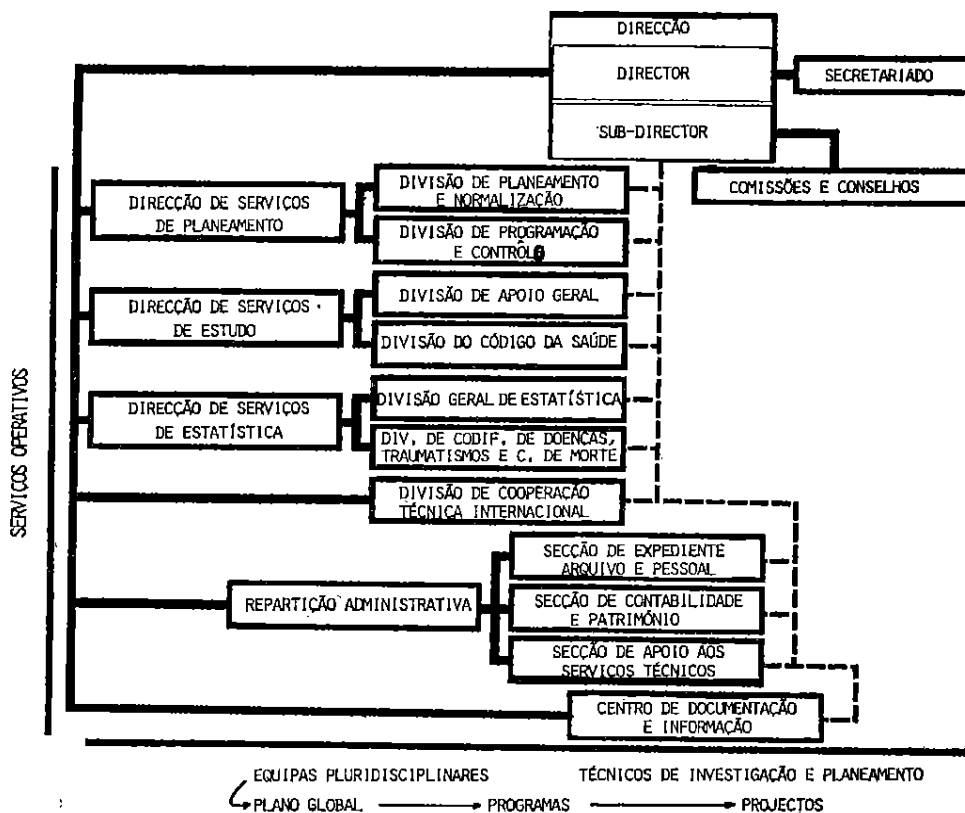 DIRECÇÃO
DIRECTOR
SECRETARIADO
SUB-DIRECTOR
COMISSÕES E CONSELHOS
SERVIÇOS OPERATIVOS
DIRECÇÃO DE SERVIÇOS
DE PLANEAMENTO
DIVISÃO DE PLANEAMENTO
E NORMALIZAÇÃO
DIVISÃO DE PROGRAMAÇÃO
E CONTRÔLO
DIRECÇÃO DE SERVIÇOS
DE ESTUDO
DIVISÃO DE APOIO GERAL
DIVISÃO DO CÓDIGO DA SAÚDE
DIRECÇÃO DE SERVIÇOS
DE ESTATÍSTICA
DIVISÃO GERAL DE ESTATÍSTICA
DIV. DE CODIF. DE DOENÇAS,
TRAUMATISMOS E C. DE MORTE
DIVISÃO DE COOPERAÇÃO
TÉCNICA INTERNACIONAL
REPARTIÇÃO ADMINISTRATIVA
SECÇÃO DE EXPEDIENTE
ARQUIVO E PESSOAL
SECÇÃO DE CONTABILIDADE
E PATRIMÓNIO
SECÇÃO DE APOIO AOS
SERVIÇOS TÉCNICOS
CENTRO DE DOCUMENTAÇÃO
E INFORMAÇÃO
EQUIPAS PLURIDISCIPLINARES
TÉCNICOS DE INVESTIGAÇÃO E PLANEAMENTO
PLANO GLOBAL
PROGRAMAS
PROJECTOS